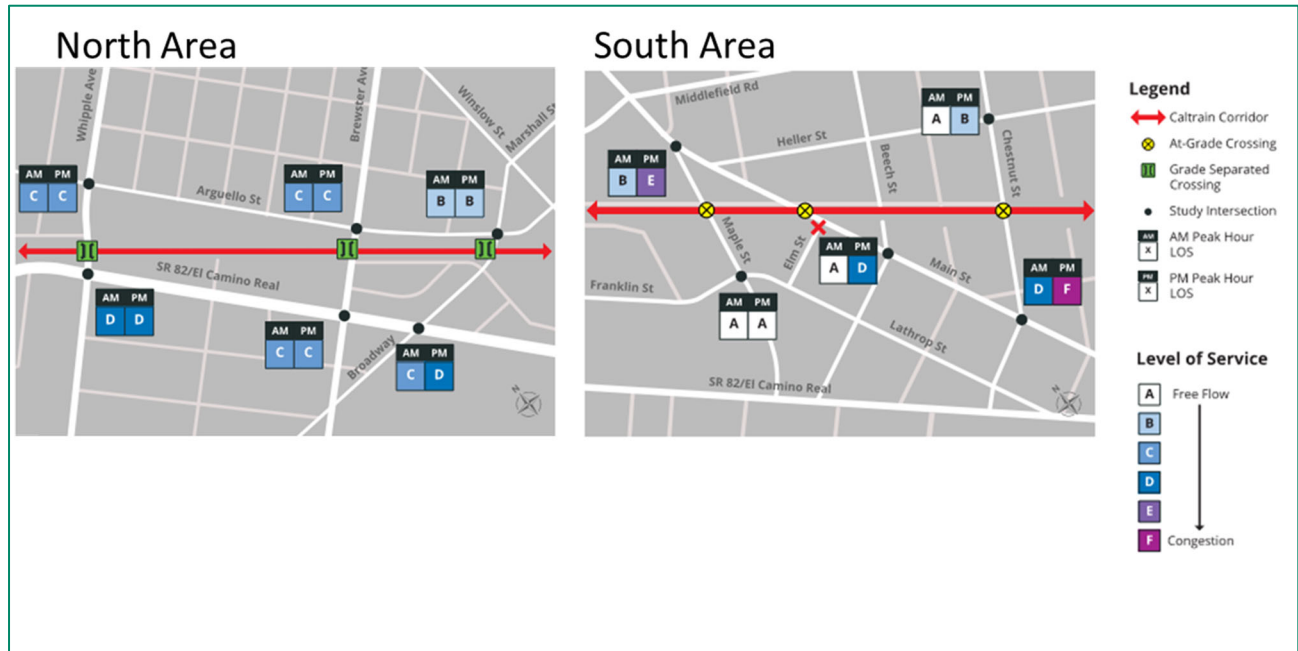 North Area
South Area
Whipple Ave
Brewster Ave
Winslow St
Marshall St
AM PM
C C
Arguello St
AM PM
C C
AM PM
B B
SR 82/El Camino Real
AM PM
D D
AM PM
C C
Broadway
AM PM
C D
N
Middlefield Rd
AM PM
A B
Heller St
Beech St
Chestnut St
AM PM
B E
Maple St
Elm St
AM PM
A D
Main St
Franklin St
AM PM
A A
AM PM
D F
Lathrop St
SR 82/El Camino Real
N
Legend
Caltrain Corridor
At-Grade Crossing
Grade Separated
Crossing
Study Intersection
AM
X
AM Peak Hour
LOS
PM
X
PM Peak Hour
LOS
Level of Service
A Free Flow
B
C
D
E
F Congestion